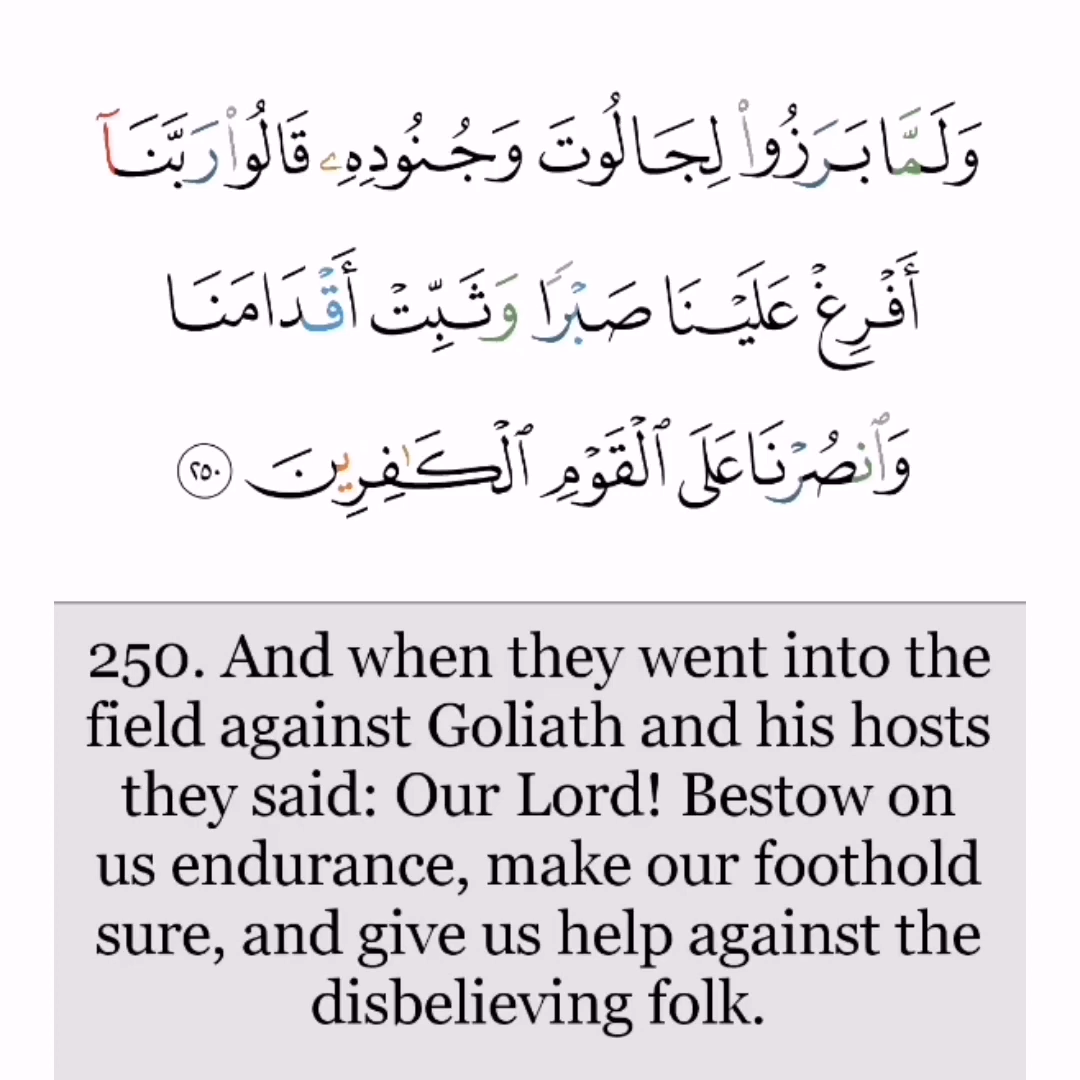 وَلَمَّا بَرَزُوا۟ لِجَالُوتَ وَجُنُودِهِۦ قَالُوا۟ رَبَّنَآ
أَفْرِغْ عَلَيْنَا صَبْرًا وَثَبِّتْ أَقْدَامَنَا
وَٱنصُرْنَا عَلَى ٱلْقَوْمِ ٱلْكَـٰفِرِينَ ٢٥٠
250. And when they went into the
field against Goliath and his hosts
they said: Our Lord! Bestow on
us endurance, make our foothold
sure, and give us help against the
disbelieving folk.